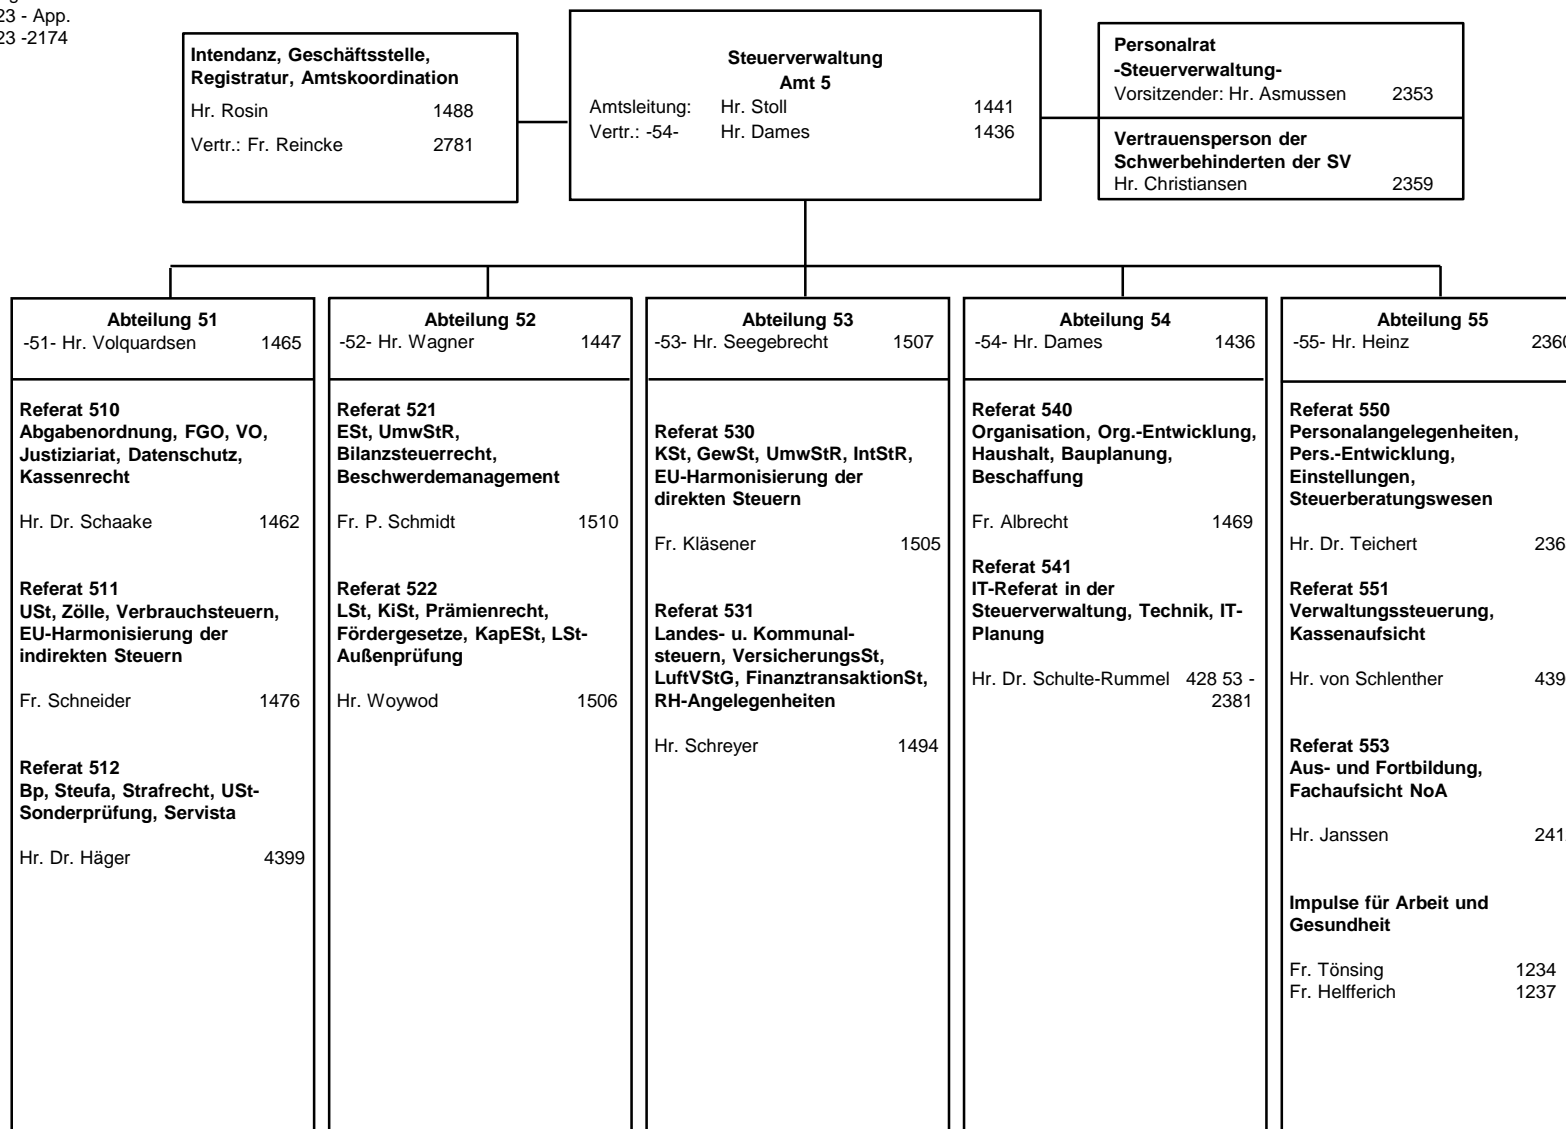 23 - App.
23 -2174
Intendanz, Geschäftsstelle,
Registratur, Amtskoordination
Hr. Rosin 1488
Vertr.: Fr. Reincke 2781
Steuerverwaltung
Amt 5
Amtsleitung: Hr. Stoll 1441
Vertr.: -54- Hr. Dames 1436
Personalrat
-Steuerverwaltung-
Vorsitzender: Hr. Asmussen 2353
Vertrauensperson der
Schwerbehinderten der SV
Hr. Christiansen 2359
Abteilung 51
-51- Hr. Volquardsen 1465
Referat 510
Abgabenordnung, FGO, VO,
Justiziariat, Datenschutz,
Kassenrecht
Hr. Dr. Schaake 1462
Referat 511
USt, Zölle, Verbrauchsteuern,
EU-Harmonisierung der
indirekten Steuern
Fr. Schneider 1476
Referat 512
Bp, Steufa, Strafrecht, USt-
Sonderprüfung, Servista
Hr. Dr. Häger 4399
Abteilung 52
-52- Hr. Wagner 1447
Referat 521
ESt, UmwStR,
Bilanzsteuerrecht,
Beschwerdemanagement
Fr. P. Schmidt 1510
Referat 522
LSt, KiSt, Prämienrecht,
Fördergesetze, KapESt, LSt-
Außenprüfung
Hr. Woywod 1506
Abteilung 53
-53- Hr. Seegebrecht 1507
Referat 530
KSt, GewSt, UmwStR, IntStR,
EU-Harmonisierung der
direkten Steuern
Fr. Kläsener 1505
Referat 531
Landes- u. Kommunal-
steuern, VersicherungsSt,
LuftVStG, FinanztransaktionSt,
RH-Angelegenheiten
Hr. Schreyer 1494
Abteilung 54
-54- Hr. Dames 1436
Referat 540
Organisation, Org.-Entwicklung,
Haushalt, Bauplanung,
Beschaffung
Fr. Albrecht 1469
Referat 541
IT-Referat in der
Steuerverwaltung, Technik, IT-
Planung
Hr. Dr. Schulte-Rummel 428 53 -
2381
Abteilung 55
-55- Hr. Heinz 2360
Referat 550
Personalangelegenheiten,
Pers.-Entwicklung,
Einstellungen,
Steuerberatungswesen
Hr. Dr. Teichert 236
Referat 551
Verwaltungssteuerung,
Kassenaufsicht
Hr. von Schlenther 439
Referat 553
Aus- und Fortbildung,
Fachaufsicht NoA
Hr. Janssen 241
Impulse für Arbeit und
Gesundheit
Fr. Tönsing 1234
Fr. Helfferich 1237